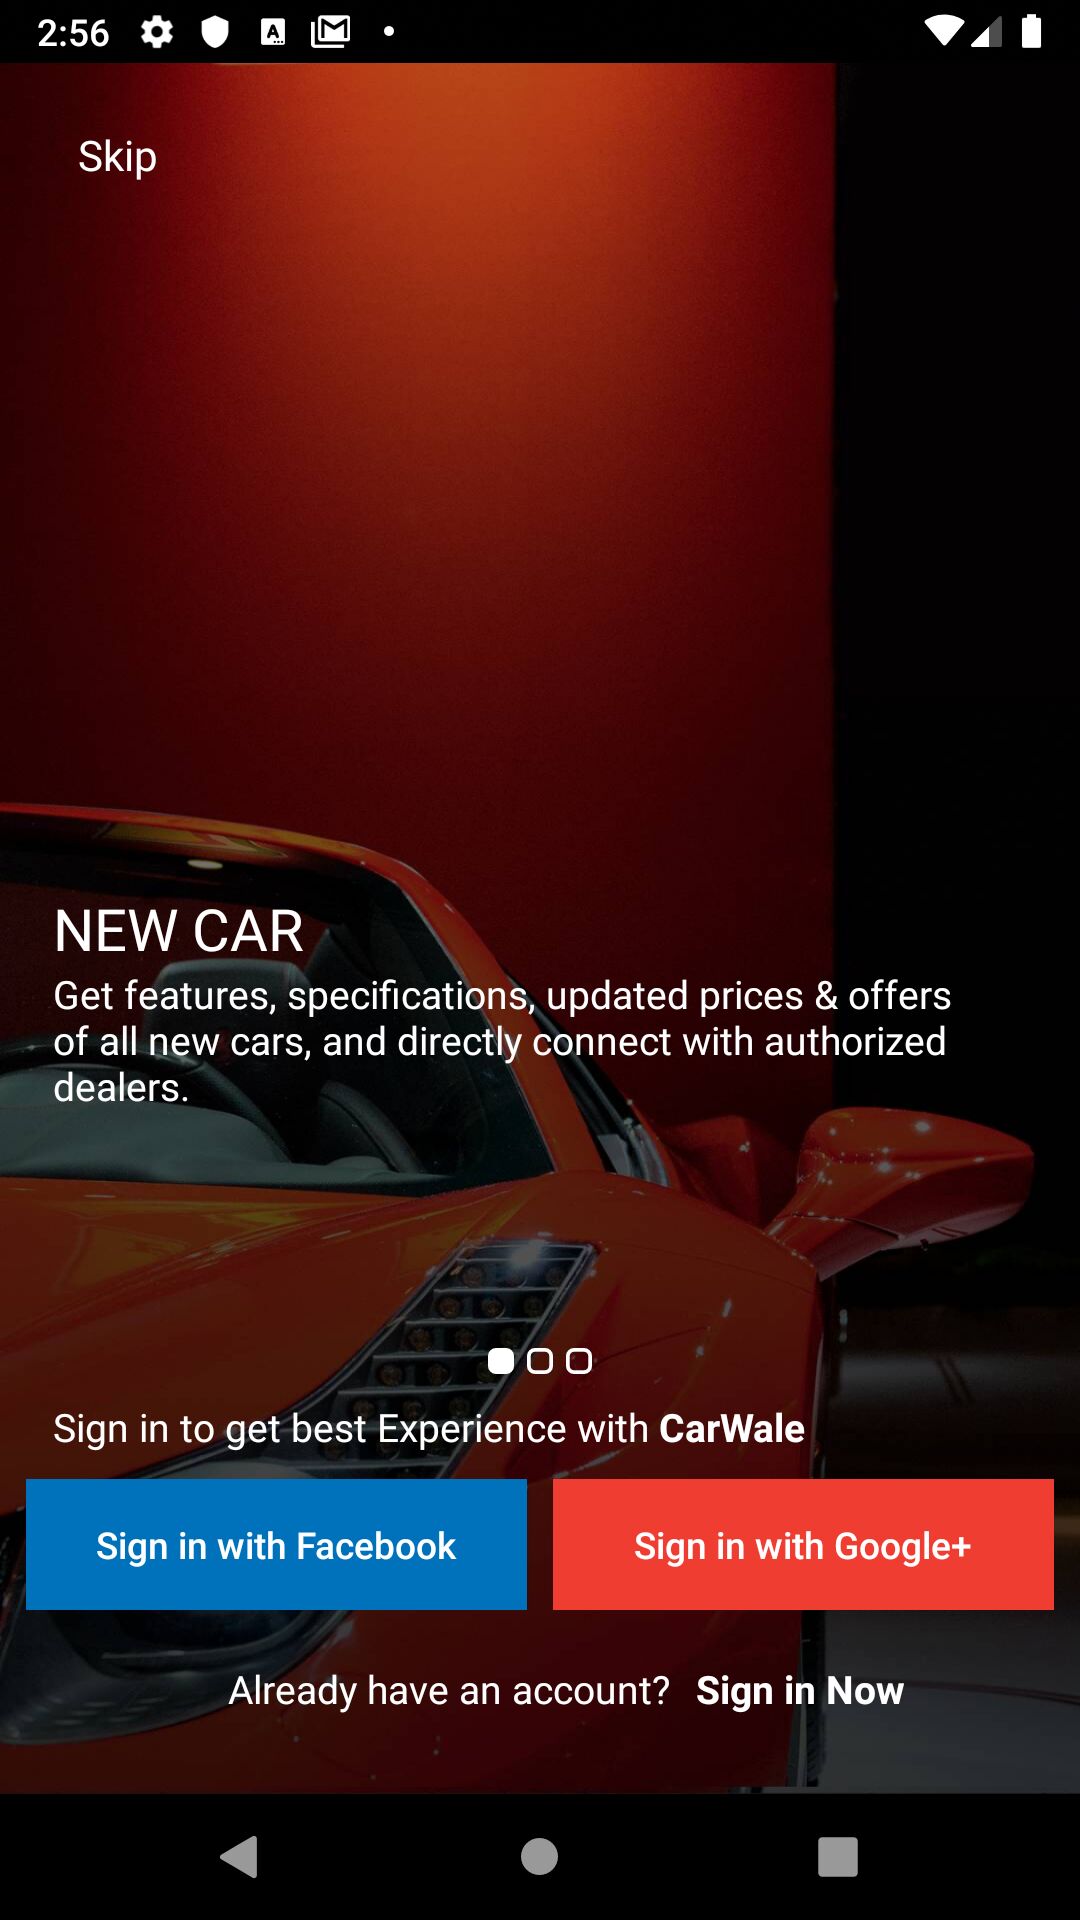 2:56
Skip
NEW CAR
Get features, specifications, updated prices & offers
of all new cars, and directly connect with authorized
dealers.
Sign in to get best Experience with CarWale
Sign in with Facebook
Sign in with Google+
Already have an account? Sign in Now